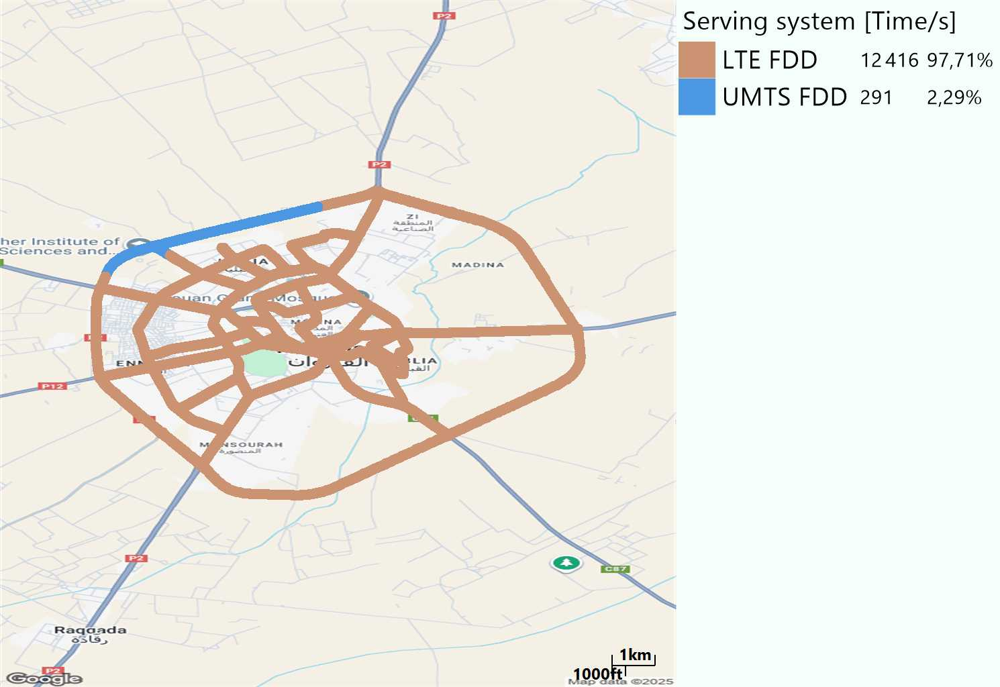 Serving system [Time/s]
LTE FDD 12 416 97,71%
UMTS FDD 291 2,29%
P2
P2
ZI
المنطقة
الصناعية
her Institute of
Sciences and...
MADINA
P12
القيروان
MANSOURAH
المنصورة
P2
C87
Raqqada
رقادة
P2
1km
1000ft
Google
Map data ©2025